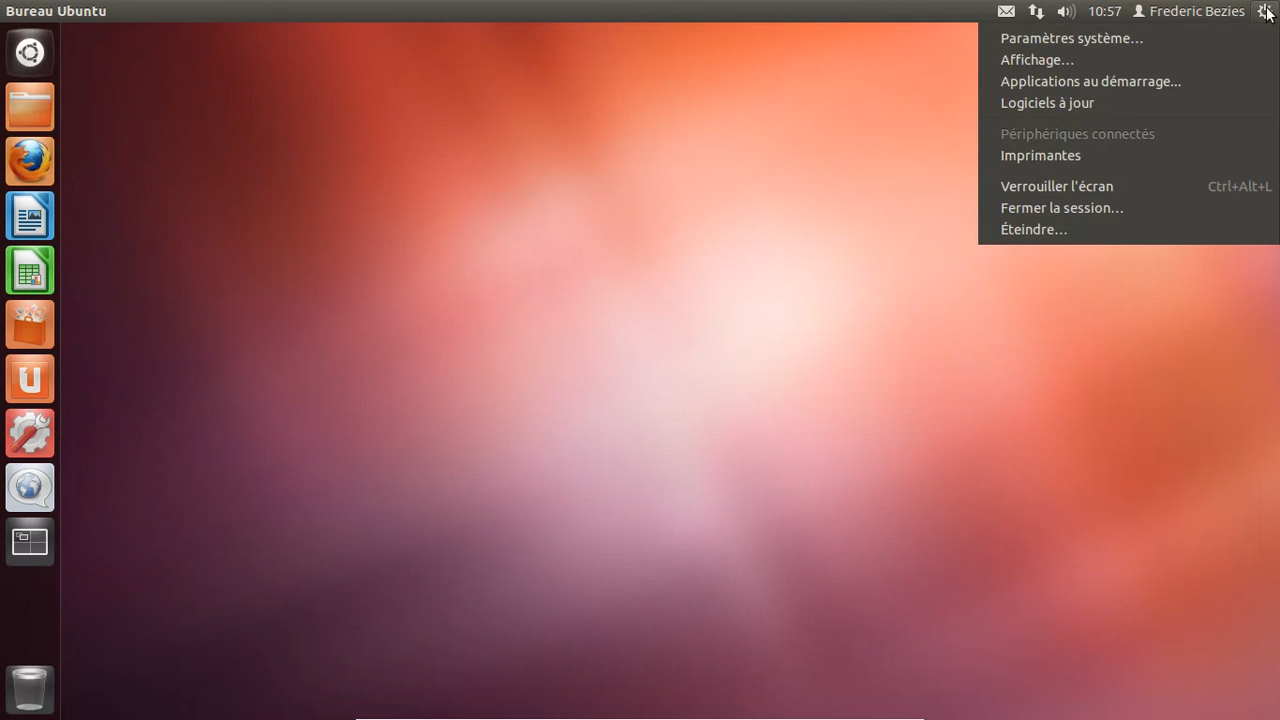 Bureau Ubuntu
10:57 Frederic Bezies
Paramètres système...
Affichage...
Applications au démarrage...
Logiciels à jour
Périphériques connectés
Imprimantes
Verrouiller l'écran Ctrl+Alt+L
Fermer la session...
Éteindre...